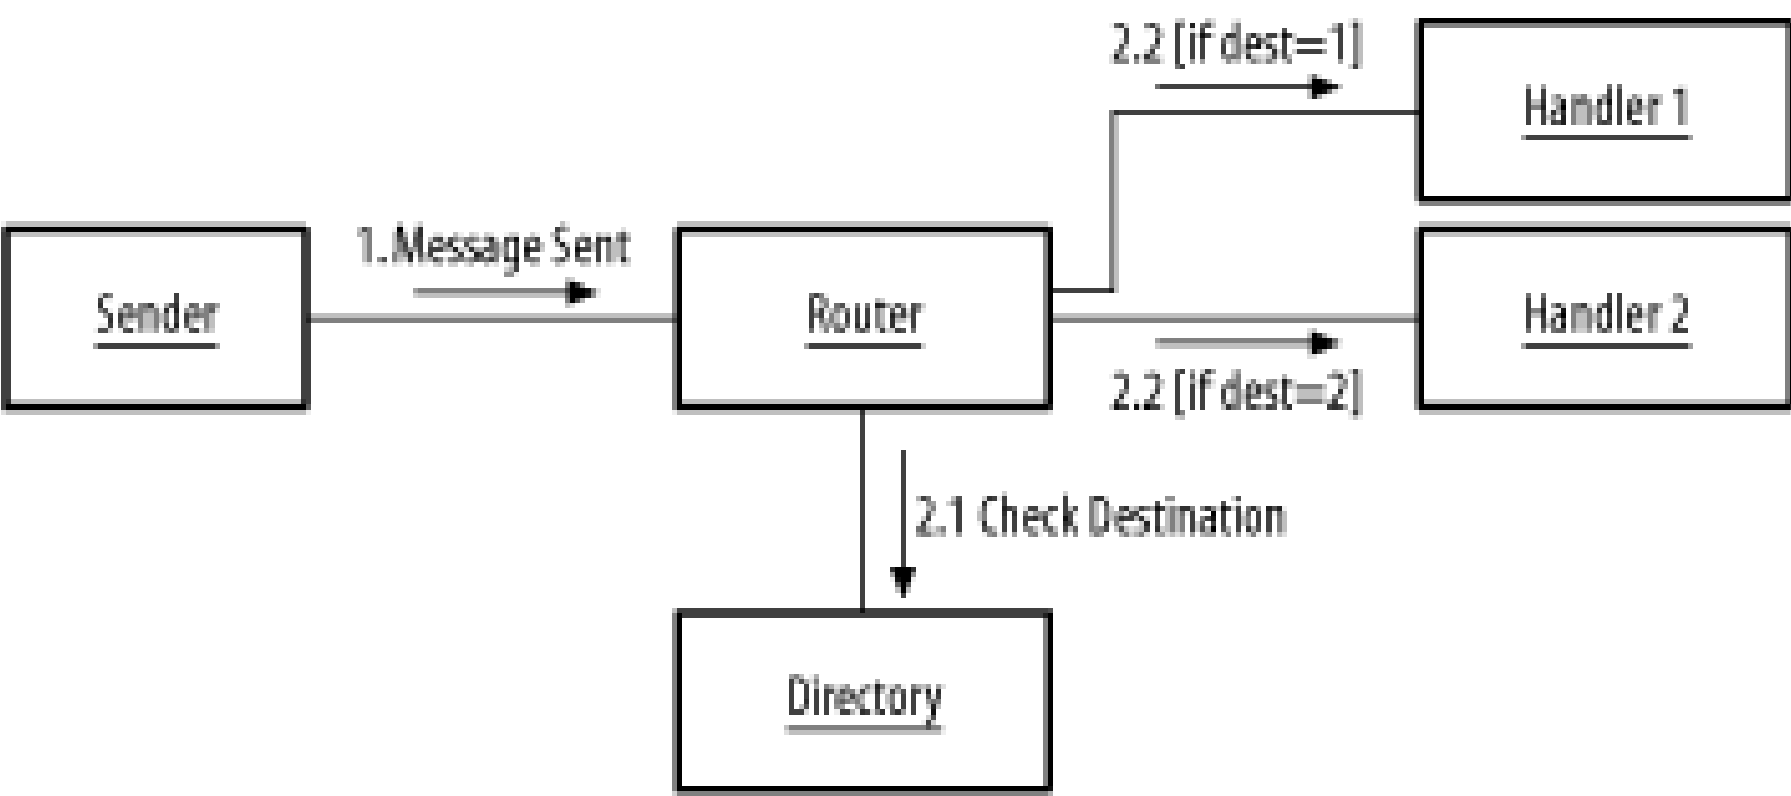 2.2 [if dest=1]
Handler 1
1.Message Sent
Sender
Router
Handler 2
2.2 [if dest=2]
2.1 Check Destination
Directory